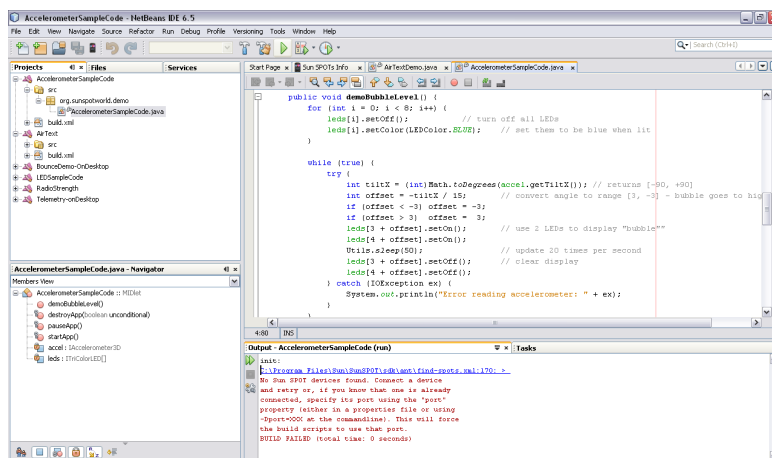 AccelerometerSampleCode - NetBeans IDE 6.5
File Edit View Navigate Source Refactor Run Debug Profile Versioning Tools Window Help
Search (Ctrl+I)
Projects Files Services
AccelerometerSampleCode
src
org.sunspotworld.demo
AccelerometerSampleCode.java
build.xml
AirText
src
build.xml
BounceDemo-OnDesktop
LEDSampleCode
RadioStrength
Telemetry-onDesktop
AccelerometerSampleCode.java - Navigator
Members View
AccelerometerSampleCode :: MIDlet
demoBubbleLevel()
destroyApp(boolean unconditional)
pauseApp()
startApp()
accel : IAccelerometer3D
leds : ITriColorLED[]
Start Page Sun SPOTs Info AirTextDemo.java AccelerometerSampleCode.java
public void demoBubbleLevel() {
for (int i = 0; i < 8; i++) {
leds[i].setOff(); // turn off all LEDs
leds[i].setColor(LEDColor.BLUE); // set them to be blue when lit
}
while (true) {
try {
int tiltX = (int)Math.toDegrees(accel.getTiltX()); // returns [-90, +90]
int offset = -tiltX / 15; // convert angle to range [3, -3] - bubble goes to hig
if (offset < -3) offset = -3;
if (offset > 3) offset = 3;
leds[3 + offset].setOn(); // use 2 LEDs to display "bubble""
leds[4 + offset].setOn();
Utils.sleep(50); // update 20 times per second
leds[3 + offset].setOff(); // clear display
leds[4 + offset].setOff();
} catch (IOException ex) {
System.out.println("Error reading accelerometer: " + ex);
}
}
4:80 INS
Output - AccelerometerSampleCode (run) Tasks
init:
C:\Program Files\Sun\SunSPOT\sdk\ant\find-spots.xml:170: >
No Sun SPOT devices found. Connect a device
and retry or, if you know that one is already
connected, specify its port using the "port"
property (either in a properties file or using
-Dport=XXX at the commandline). This will force
the build scripts to use that port.
BUILD FAILED (total time: 0 seconds)